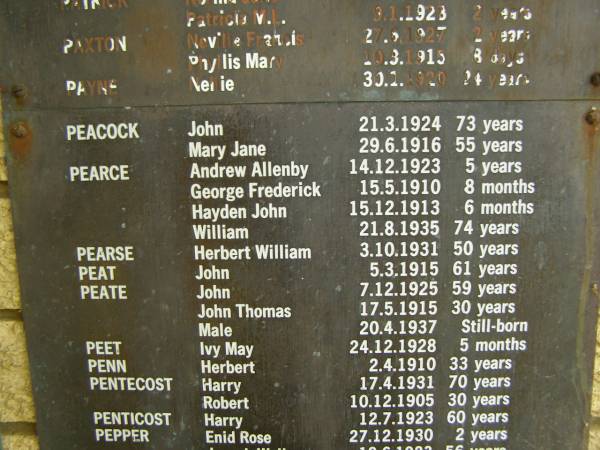 Patricia M.L. 3.1.1923 2 years
PAXTON Neville Francis 27.5.1927 2 years
Phyllis Mary 10.3.1915 8 days
PAYNE Nellie 24 years
PEACOCK John 21.3.1924 73 years
Mary Jane 29.6.1916 55 years
PEARCE Andrew Allenby 14.12.1923 5 years
George Frederick 15.5.1910 8 months
Hayden John 15.12.1913 6 months
William 21.8.1935 74 years
PEARSE Herbert William 3.10.1931 50 years
PEAT John 5.3.1915 61 years
PEATE John 7.12.1925 59 years
John Thomas 17.5.1915 30 years
Male 20.4.1937 Still-born
PEET Ivy May 24.12.1928 5 months
PENN Herbert 2.4.1910 33 years
PENTECOST Harry 17.4.1931 70 years
Robert 10.12.1905 30 years
PENTICOST Harry 12.7.1923 60 years
PEPPER Enid Rose 27.12.1930 2 years